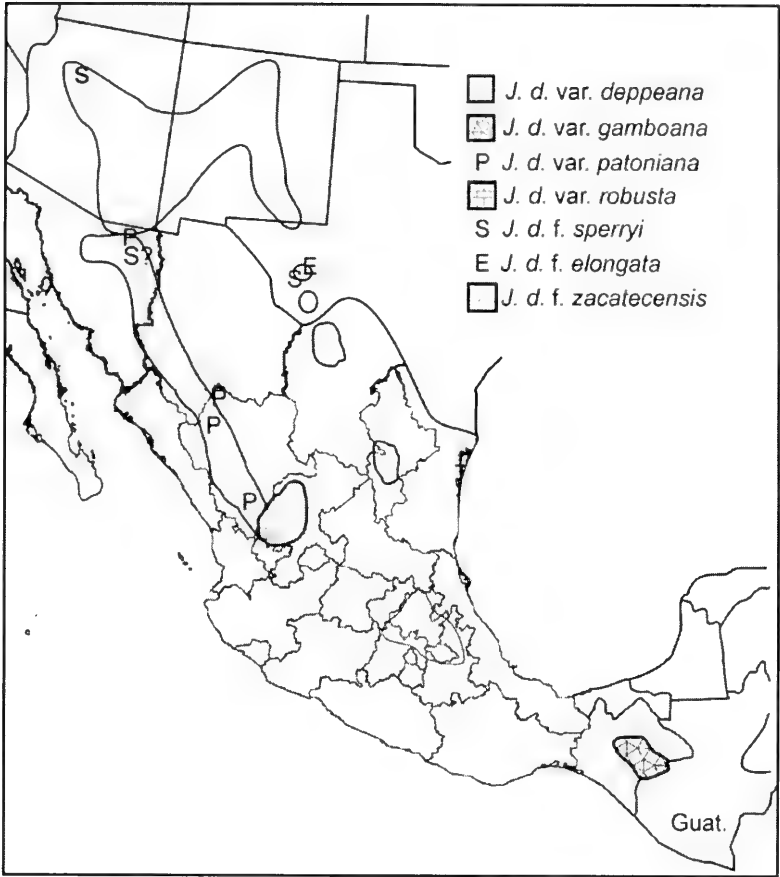 J. d. var. deppeana
J. d. var. gamboana
P J. d. var. patoniana
J. d. var. robusta
S J. d. f. sperryi
E J. d. f. elongata
J. d. f. zacatecensis
S
P
S?
E
S
P
P
P
Guat.